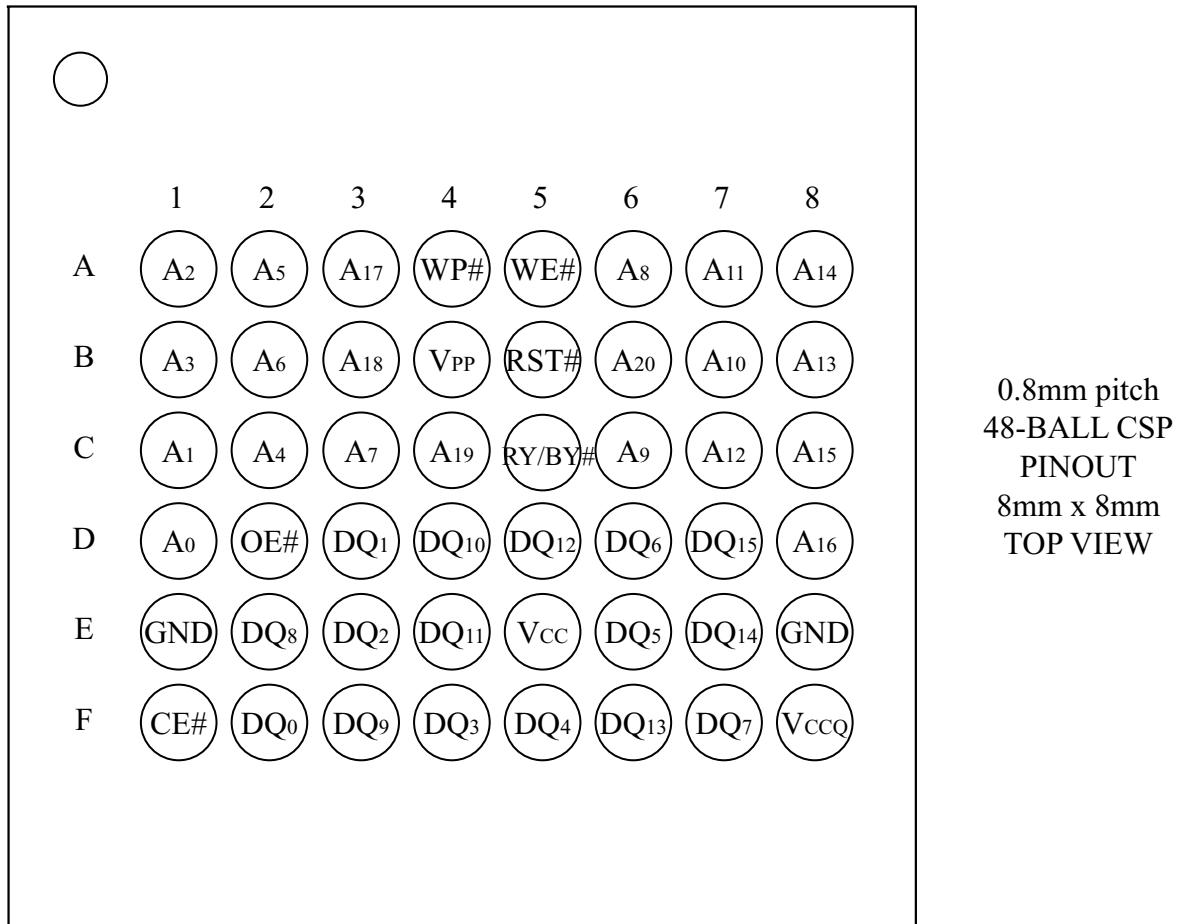 1 2 3 4 5 6 7 8
A A2 A5 A17 WP# WE# A8 A11 A14
B A3 A6 A18 VPP RST# A20 A10 A13
C A1 A4 A7 A19 RY/BY# A9 A12 A15
D A0 OE# DQ1 DQ10 DQ12 DQ6 DQ15 A16
E GND DQ8 DQ2 DQ11 VCC DQ5 DQ14 GND
F CE# DQ0 DQ9 DQ3 DQ4 DQ13 DQ7 VCCQ
0.8mm pitch
48-BALL CSP
PINOUT
8mm x 8mm
TOP VIEW